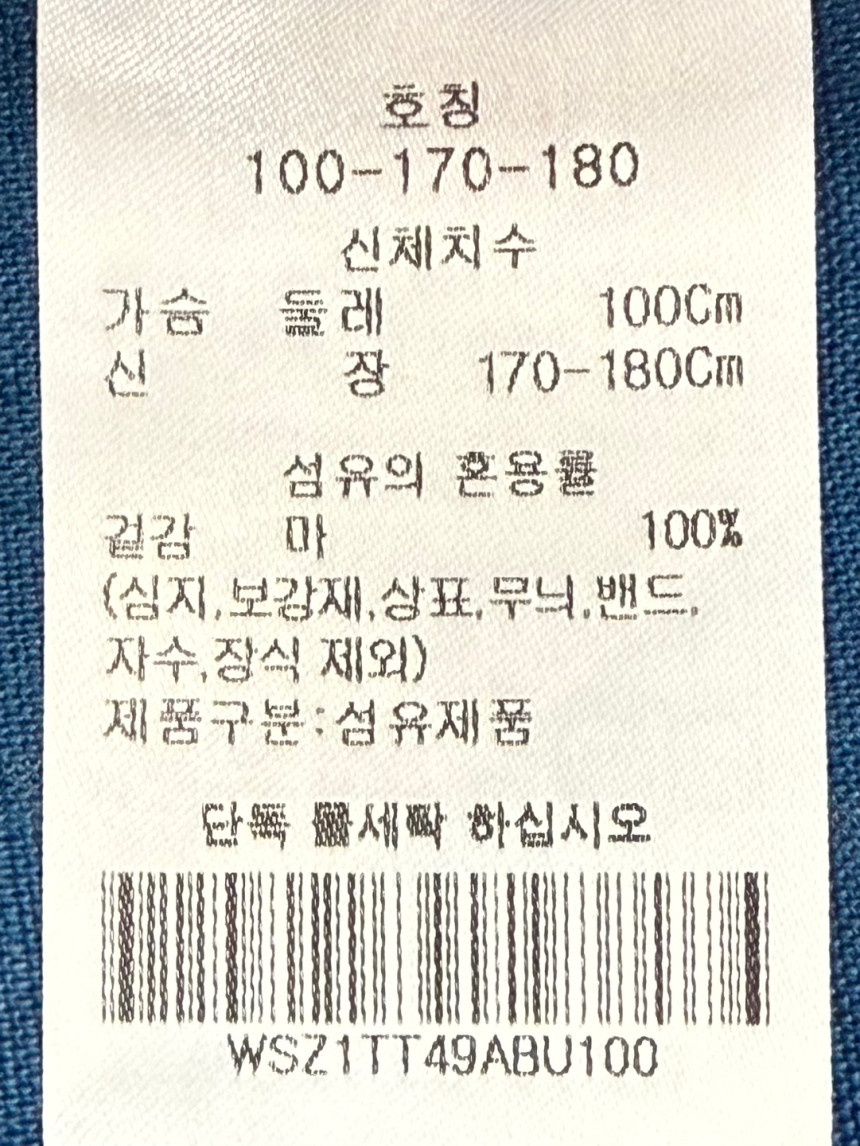 호칭
100-170-180
신체치수
가슴 둘레 100Cm
신 장 170-180Cm
섬유의 혼용률
겉감 마 100%
(심지,보강재,상표,무늬,밴드,
자수,장식 제외)
제품구분:섬유제품
단독 물세탁 하십시오
WSZ1TT49ABU100